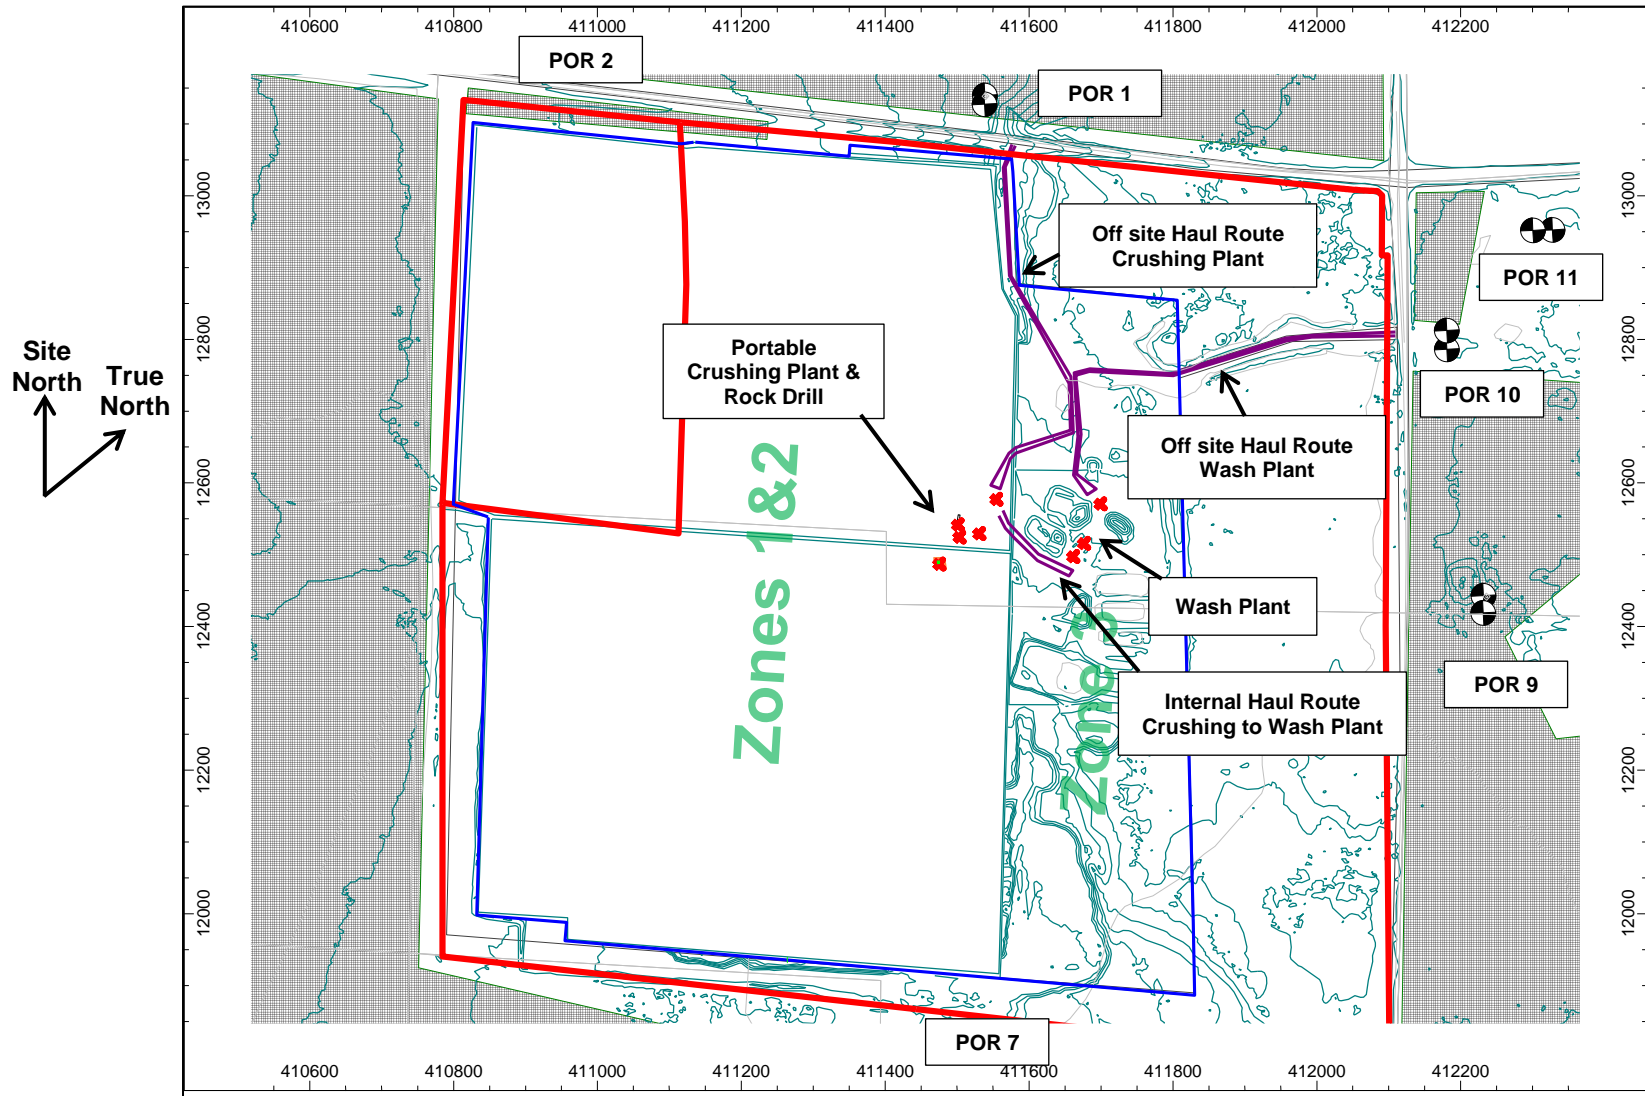 410600 410800 411000 411200 411400 411600 411800 412000 412200
POR 2
POR 1
13000
13000
Off site Haul Route
Crushing Plant
POR 11
12800
12800
Site
North
True
North
Portable
Crushing Plant &
Rock Drill
POR 10
Off site Haul Route
Wash Plant
12600
12600
Zones 1 &2
Wash Plant
12400
12400
Zone 3
POR 9
Internal Haul Route
Crushing to Wash Plant
12200
12200
12000
12000
POR 7
410600 410800 411000 411200 411400 411600 411800 412000 412200